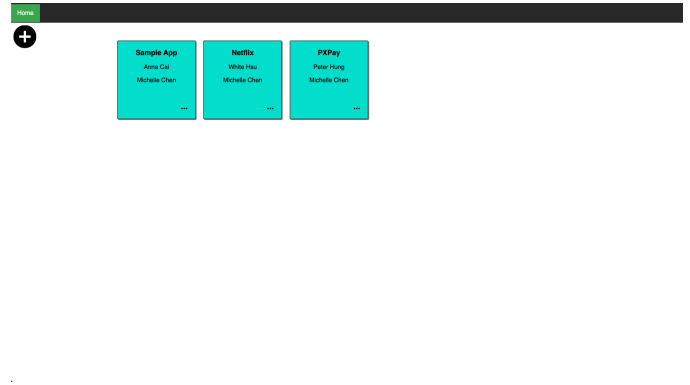 Home
Sample App
Anna Cai
Michelle Chen
...
Netflix
White Hsu
Michelle Chen
...
PXPay
Peter Hung
Michelle Chen
...